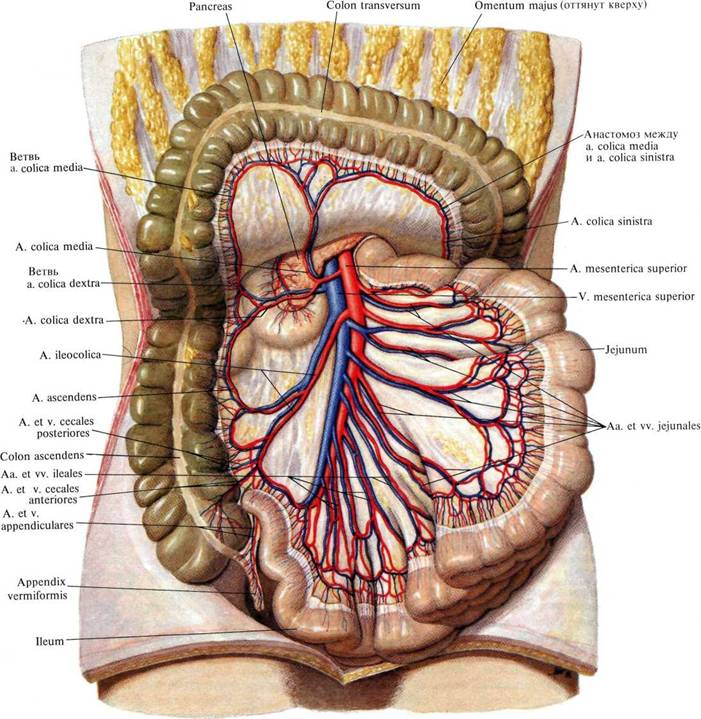 Pancreas
Colon transversum
Omentum majus (оттянут кверху)
Анастомоз между
a. colica media
и a. colica sinistra
A. colica sinistra
A. mesenterica superior
V. mesenterica superior
Jejunum
Aa. et vv. jejunales
Ветвь
a. colica media
A. colica media
Ветвь
a. colica dextra
A. colica dextra
A. ileocolica
A. ascendens
A. et v. cecales
posteriores
Colon ascendens
Aa. et vv. ileales
A. et v. cecales
anteriores
A. et v.
appendiculares
Appendix
vermiformis
Ileum